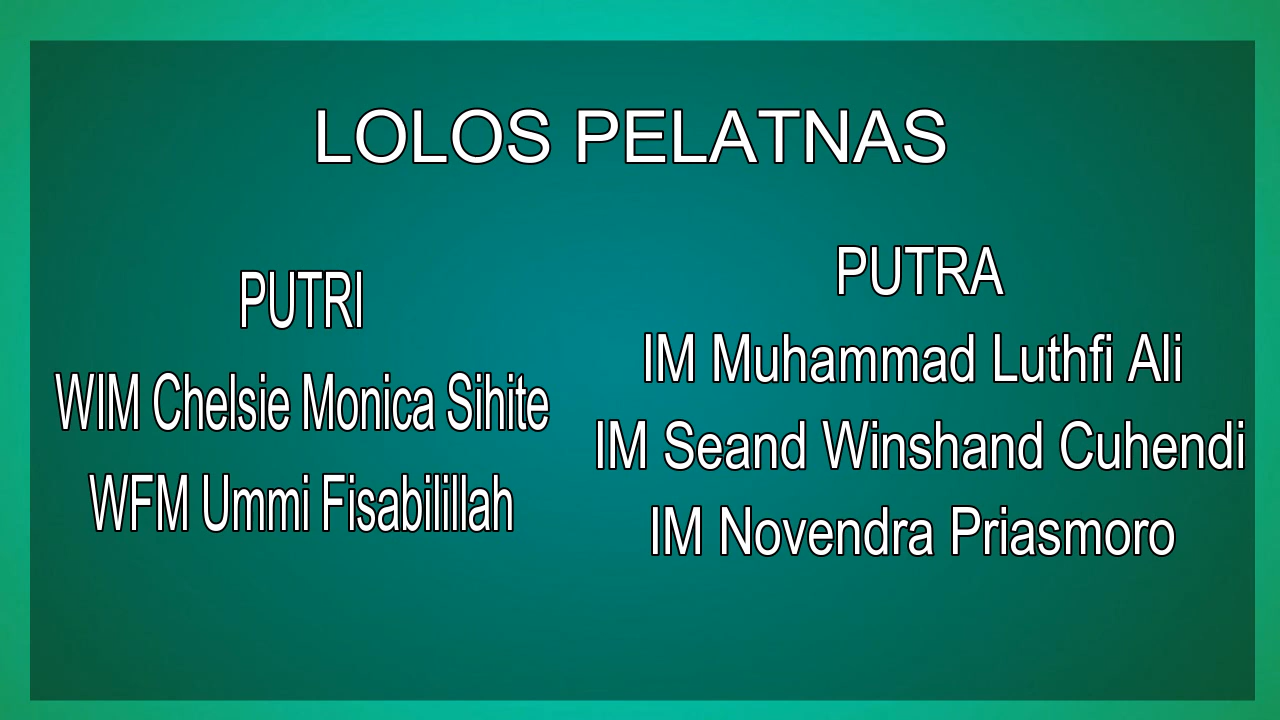 LOLOS PELATNAS
PUTRI
WIM Chelsie Monica Sihite
WFM Ummi Fisabilillah
PUTRA
IM Muhammad Luthfi Ali
IM Seand Winshand Cuhendi
IM Novendra Priasmoro